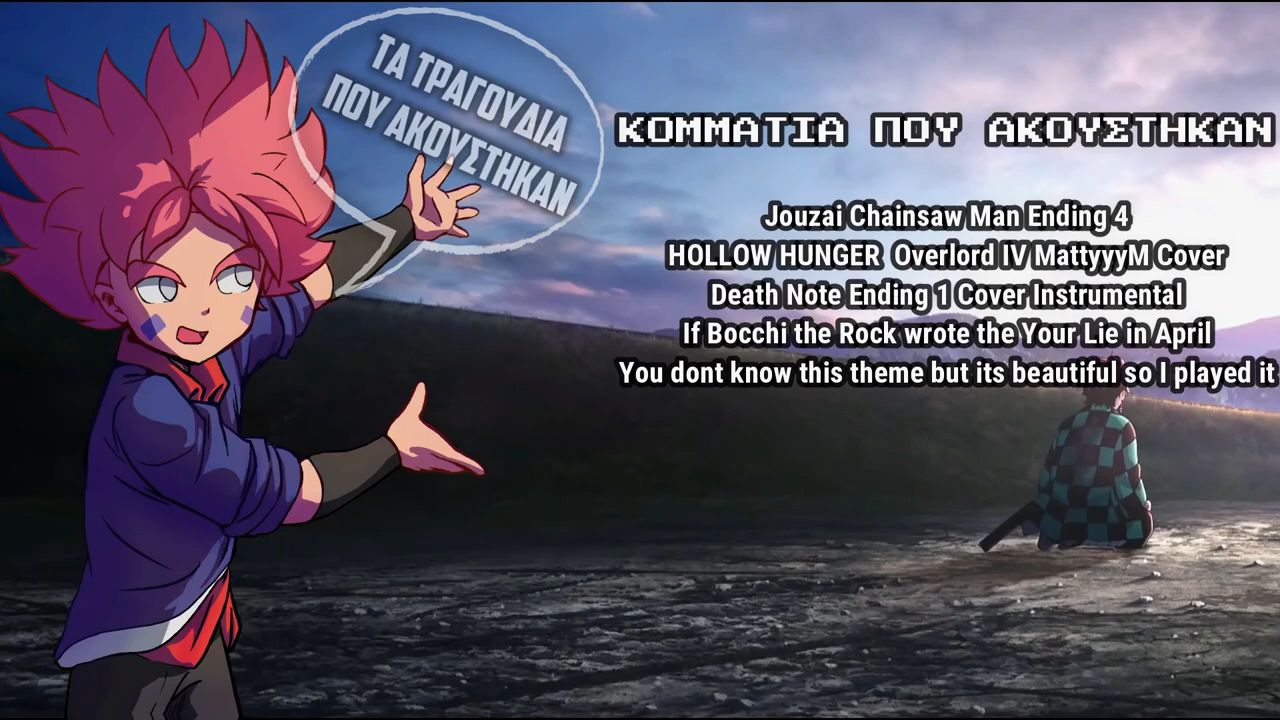 ΤΑ ΤΡΑΓΟΥΔΙΑ
ΠΟΥ ΑΚΟΥΣΤΗΚΑΝ
ΚΟΜΜΑΤΙΑ ΠΟΥ ΑΚΟΥΣΤΗΚΑΝ
Jouzai Chainsaw Man Ending 4
HOLLOW HUNGER Overlord IV MattyyyM Cover
Death Note Ending 1 Cover Instrumental
If Bocchi the Rock wrote the Your Lie in April
You dont know this theme but its beautiful so I played it